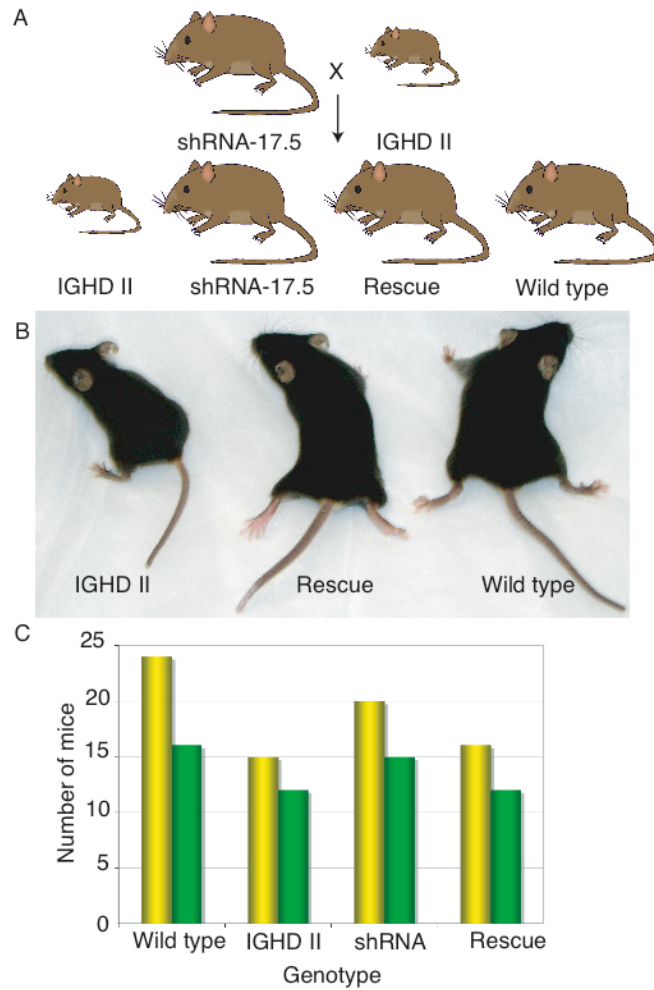 A
X
shRNA-17.5 IGHD II
IGHD II shRNA-17.5 Rescue Wild type
B
IGHD II Rescue Wild type
C
25
20
15
10
5
0
Number of mice
Wild type IGHD II shRNA Rescue
Genotype